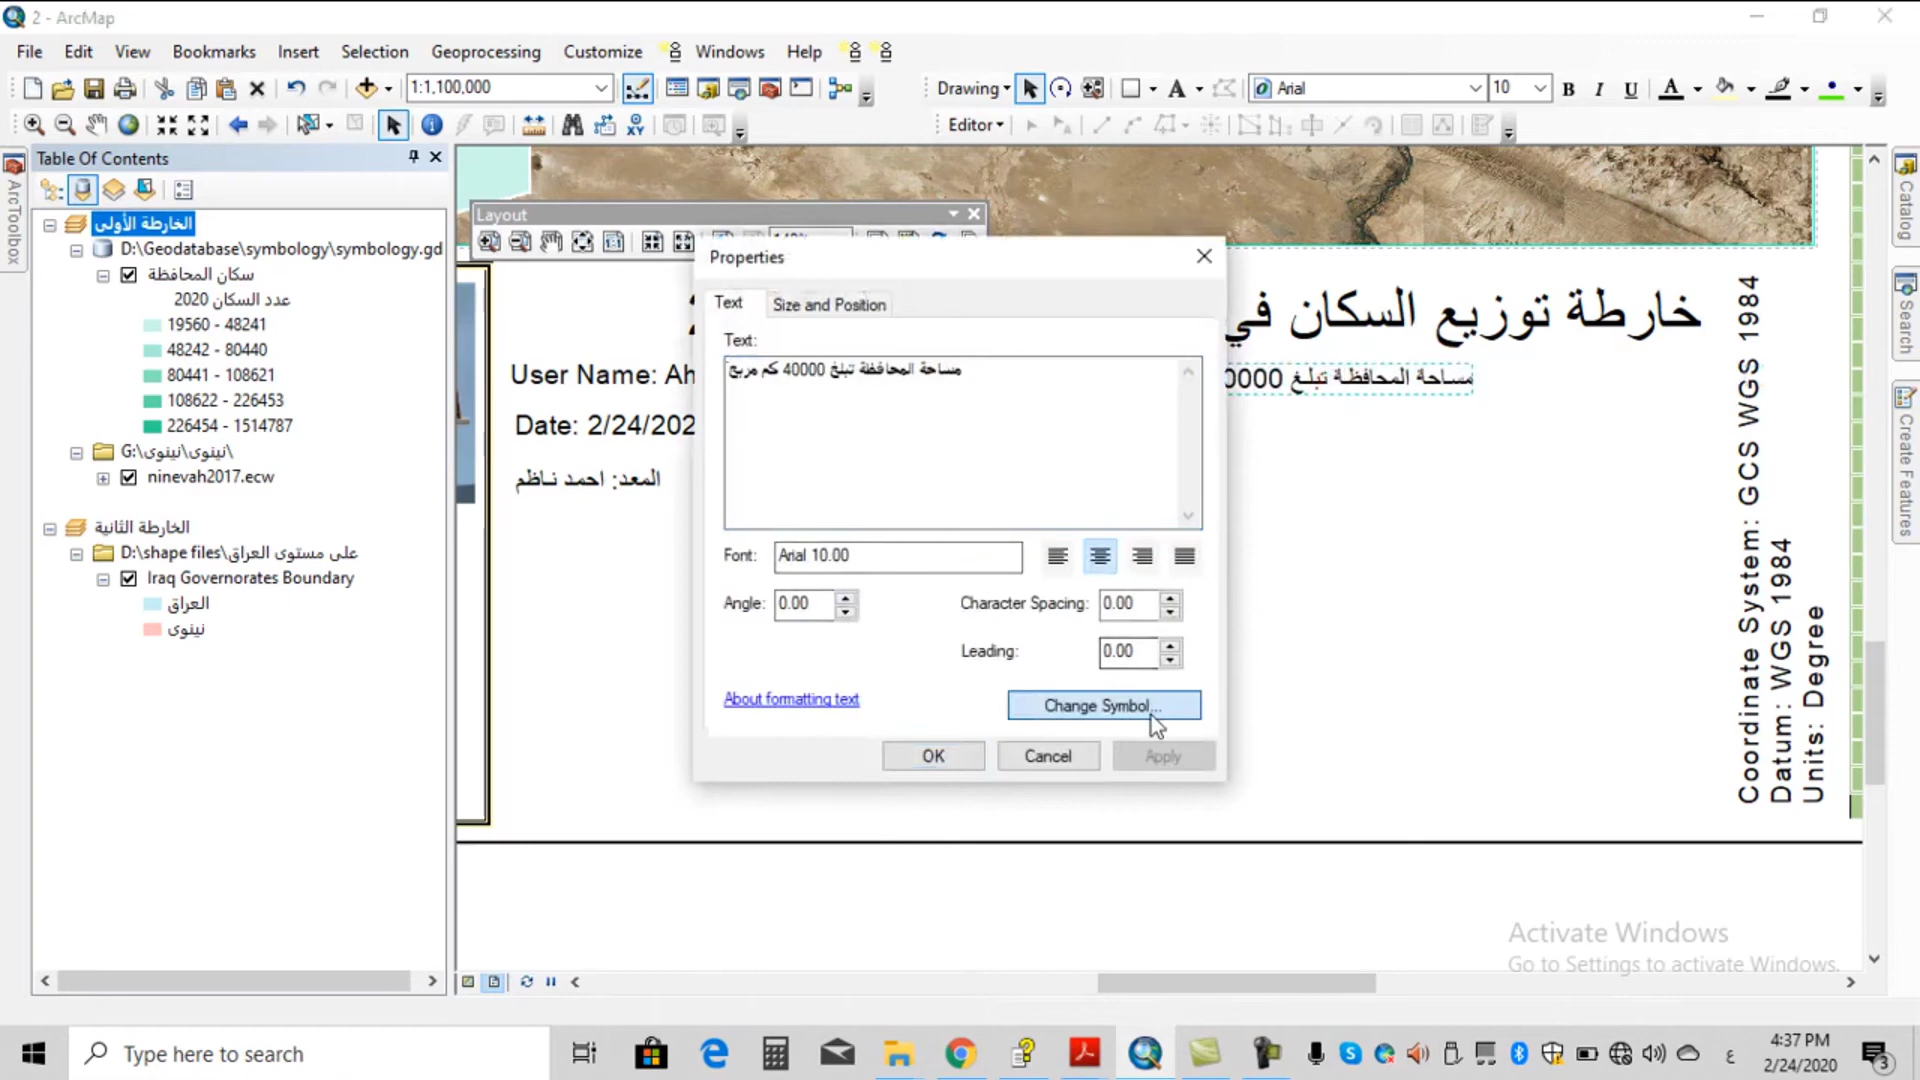 2 - ArcMap
File Edit View Bookmarks Insert Selection Geoprocessing Customize Windows Help
1:1,100,000
Drawing
A
Arial
10
B I U A
Editor
Table Of Contents
ArcToolbox
الخارطة الأولى
D:\Geodatabase\symbology\symbology.gd
سكان المحافظة
عدد السكان 2020
19560 - 48241
48242 - 80440
80441 - 108621
108622 - 226453
226454 - 1514787
G:\نينوى\نينوى\
ninevah2017.ecw
الخارطة الثانية
D:\shape files\على مستوى العراق
Iraq Governorates Boundary
العراق
نينوى
Layout
خارطة توزيع السكان في
User Name: Ah
مساحة المحافظة تبلغ
Date: 2/24/202
المعد: احمد ناظم
Coordinate System: GCS WGS 1984
Datum: WGS 1984
Units: Degree
Properties
Text
Size and Position
Text:
مساحة المحافظة تبلغ 40000 كم مربع
Font: Arial 10.00
Angle: 0.00
Character Spacing: 0.00
Leading: 0.00
About formatting text
Change Symbol...
OK Cancel Apply
Catalog
Search
Create Features
Activate Windows
Go to Settings to activate Windows.
Type here to search
ع
4:37 PM
2/24/2020
3